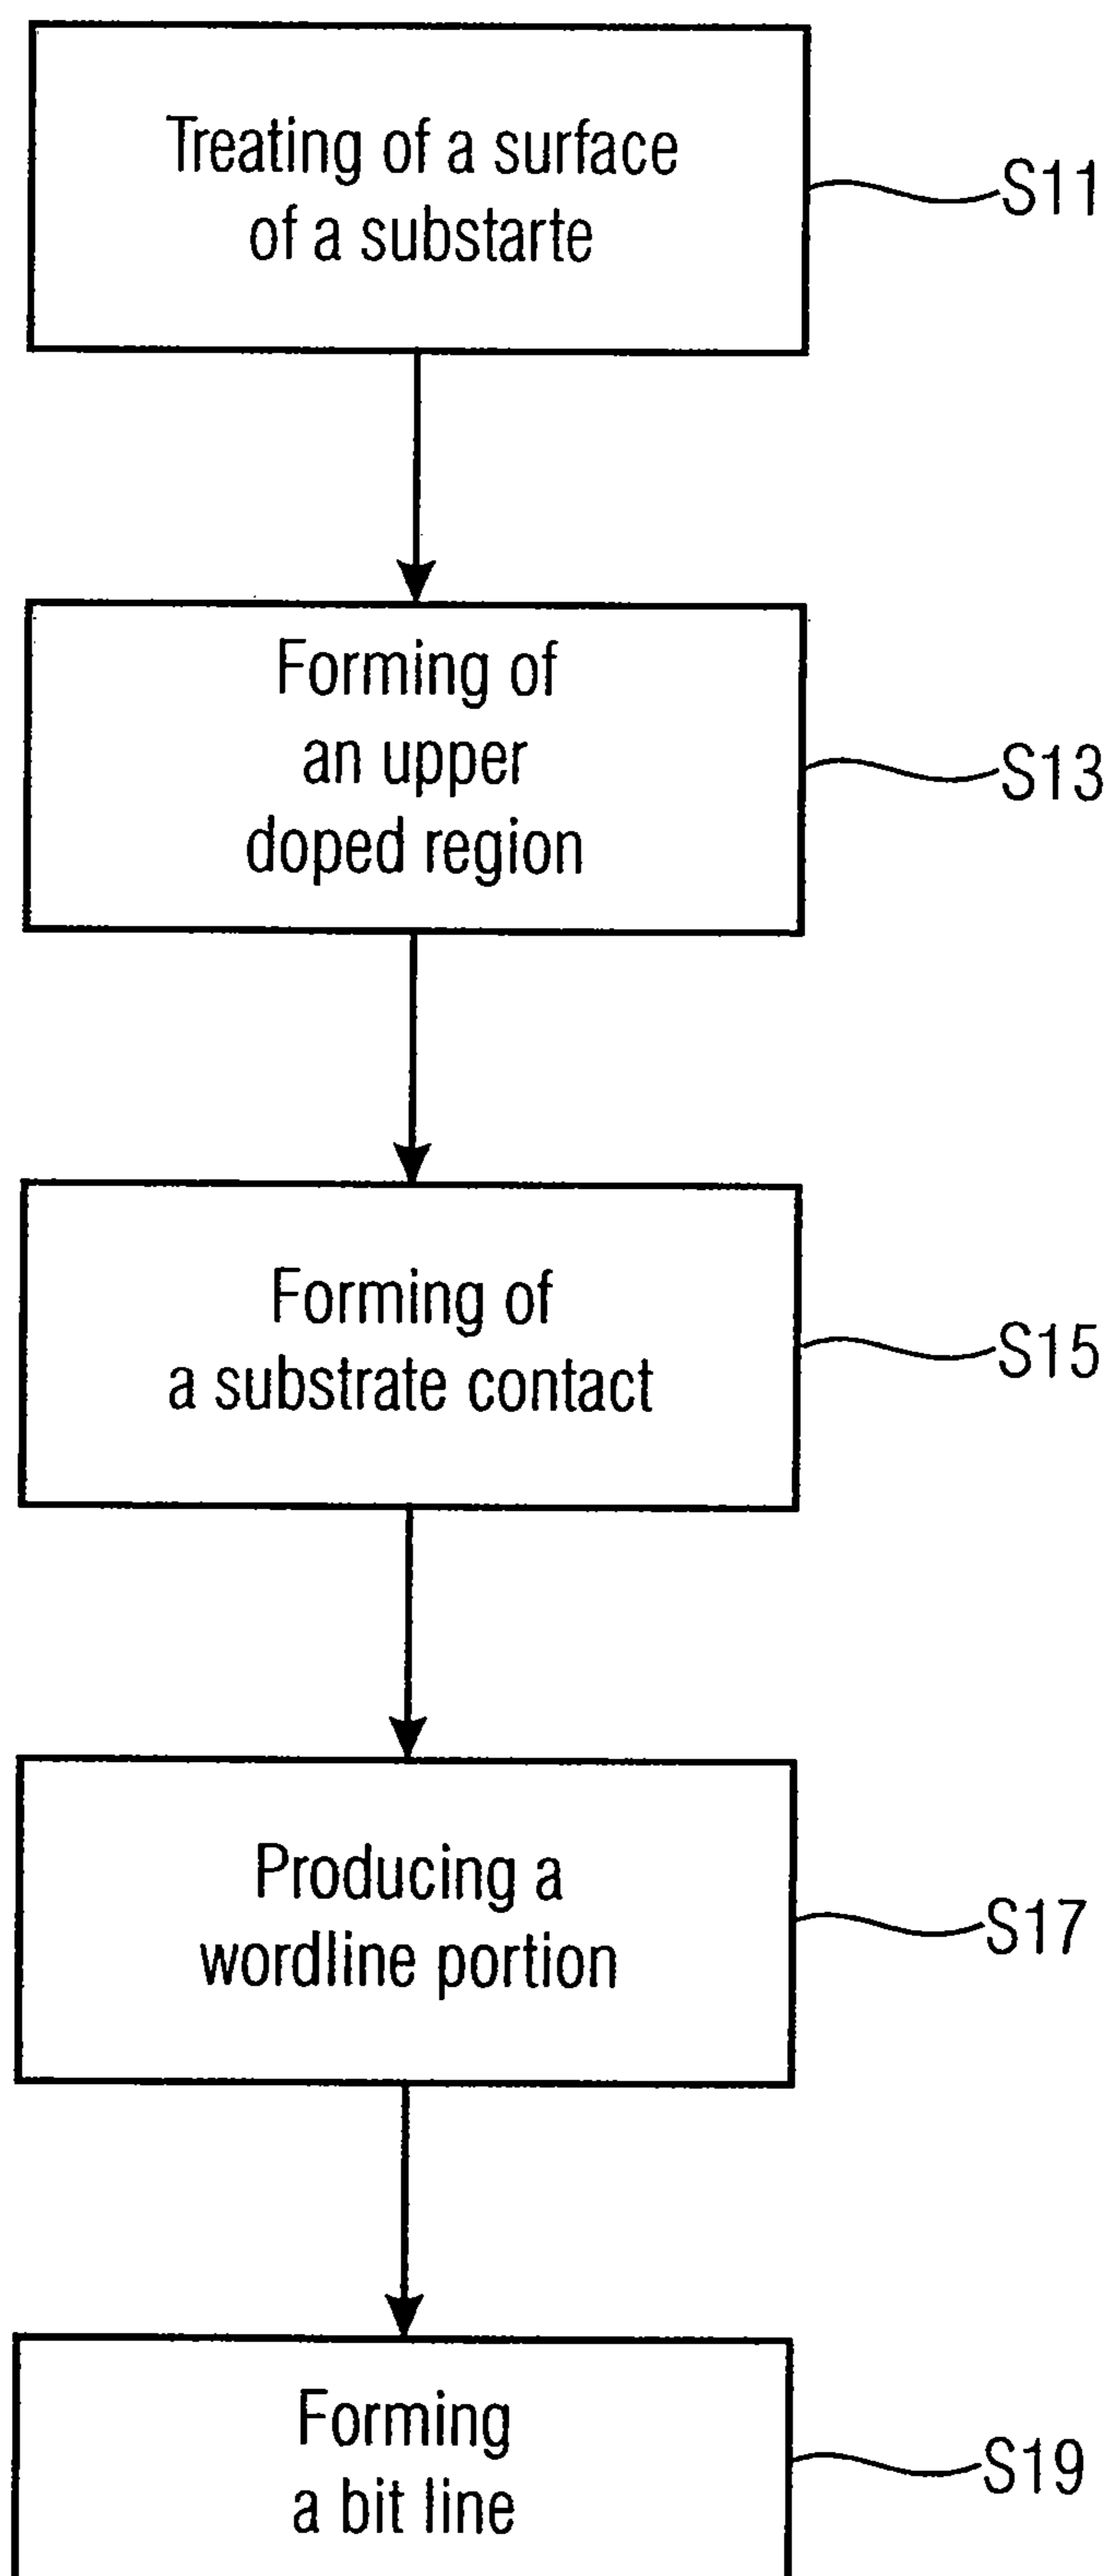 Treating of a surface
of a substarte
S11
Forming of
an upper
doped region
S13
Forming of
a substrate contact
S15
Producing a
wordline portion
S17
Forming
a bit line
S19